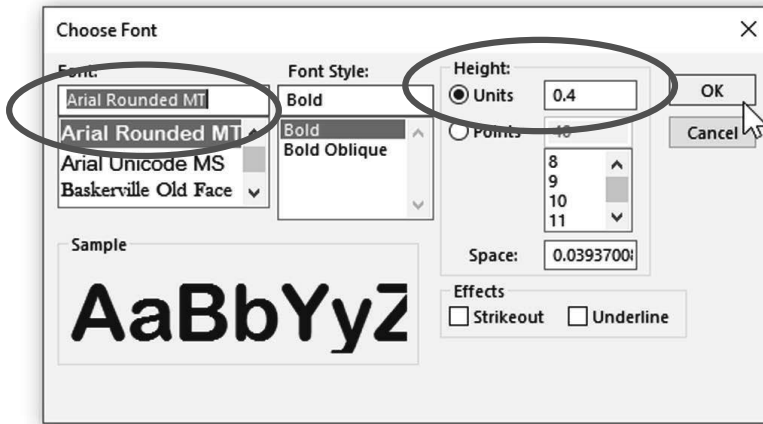 Choose Font
Font:
Arial Rounded MT
Arial Rounded MT
Arial Unicode MS
Baskerville Old Face
Font Style:
Bold
Bold
Bold Oblique
Height:
Units 0.4
Points
8
9
10
11
Space: 0.0393700
OK
Cancel
Sample
AaBbYyZ
Effects
Strikeout Underline